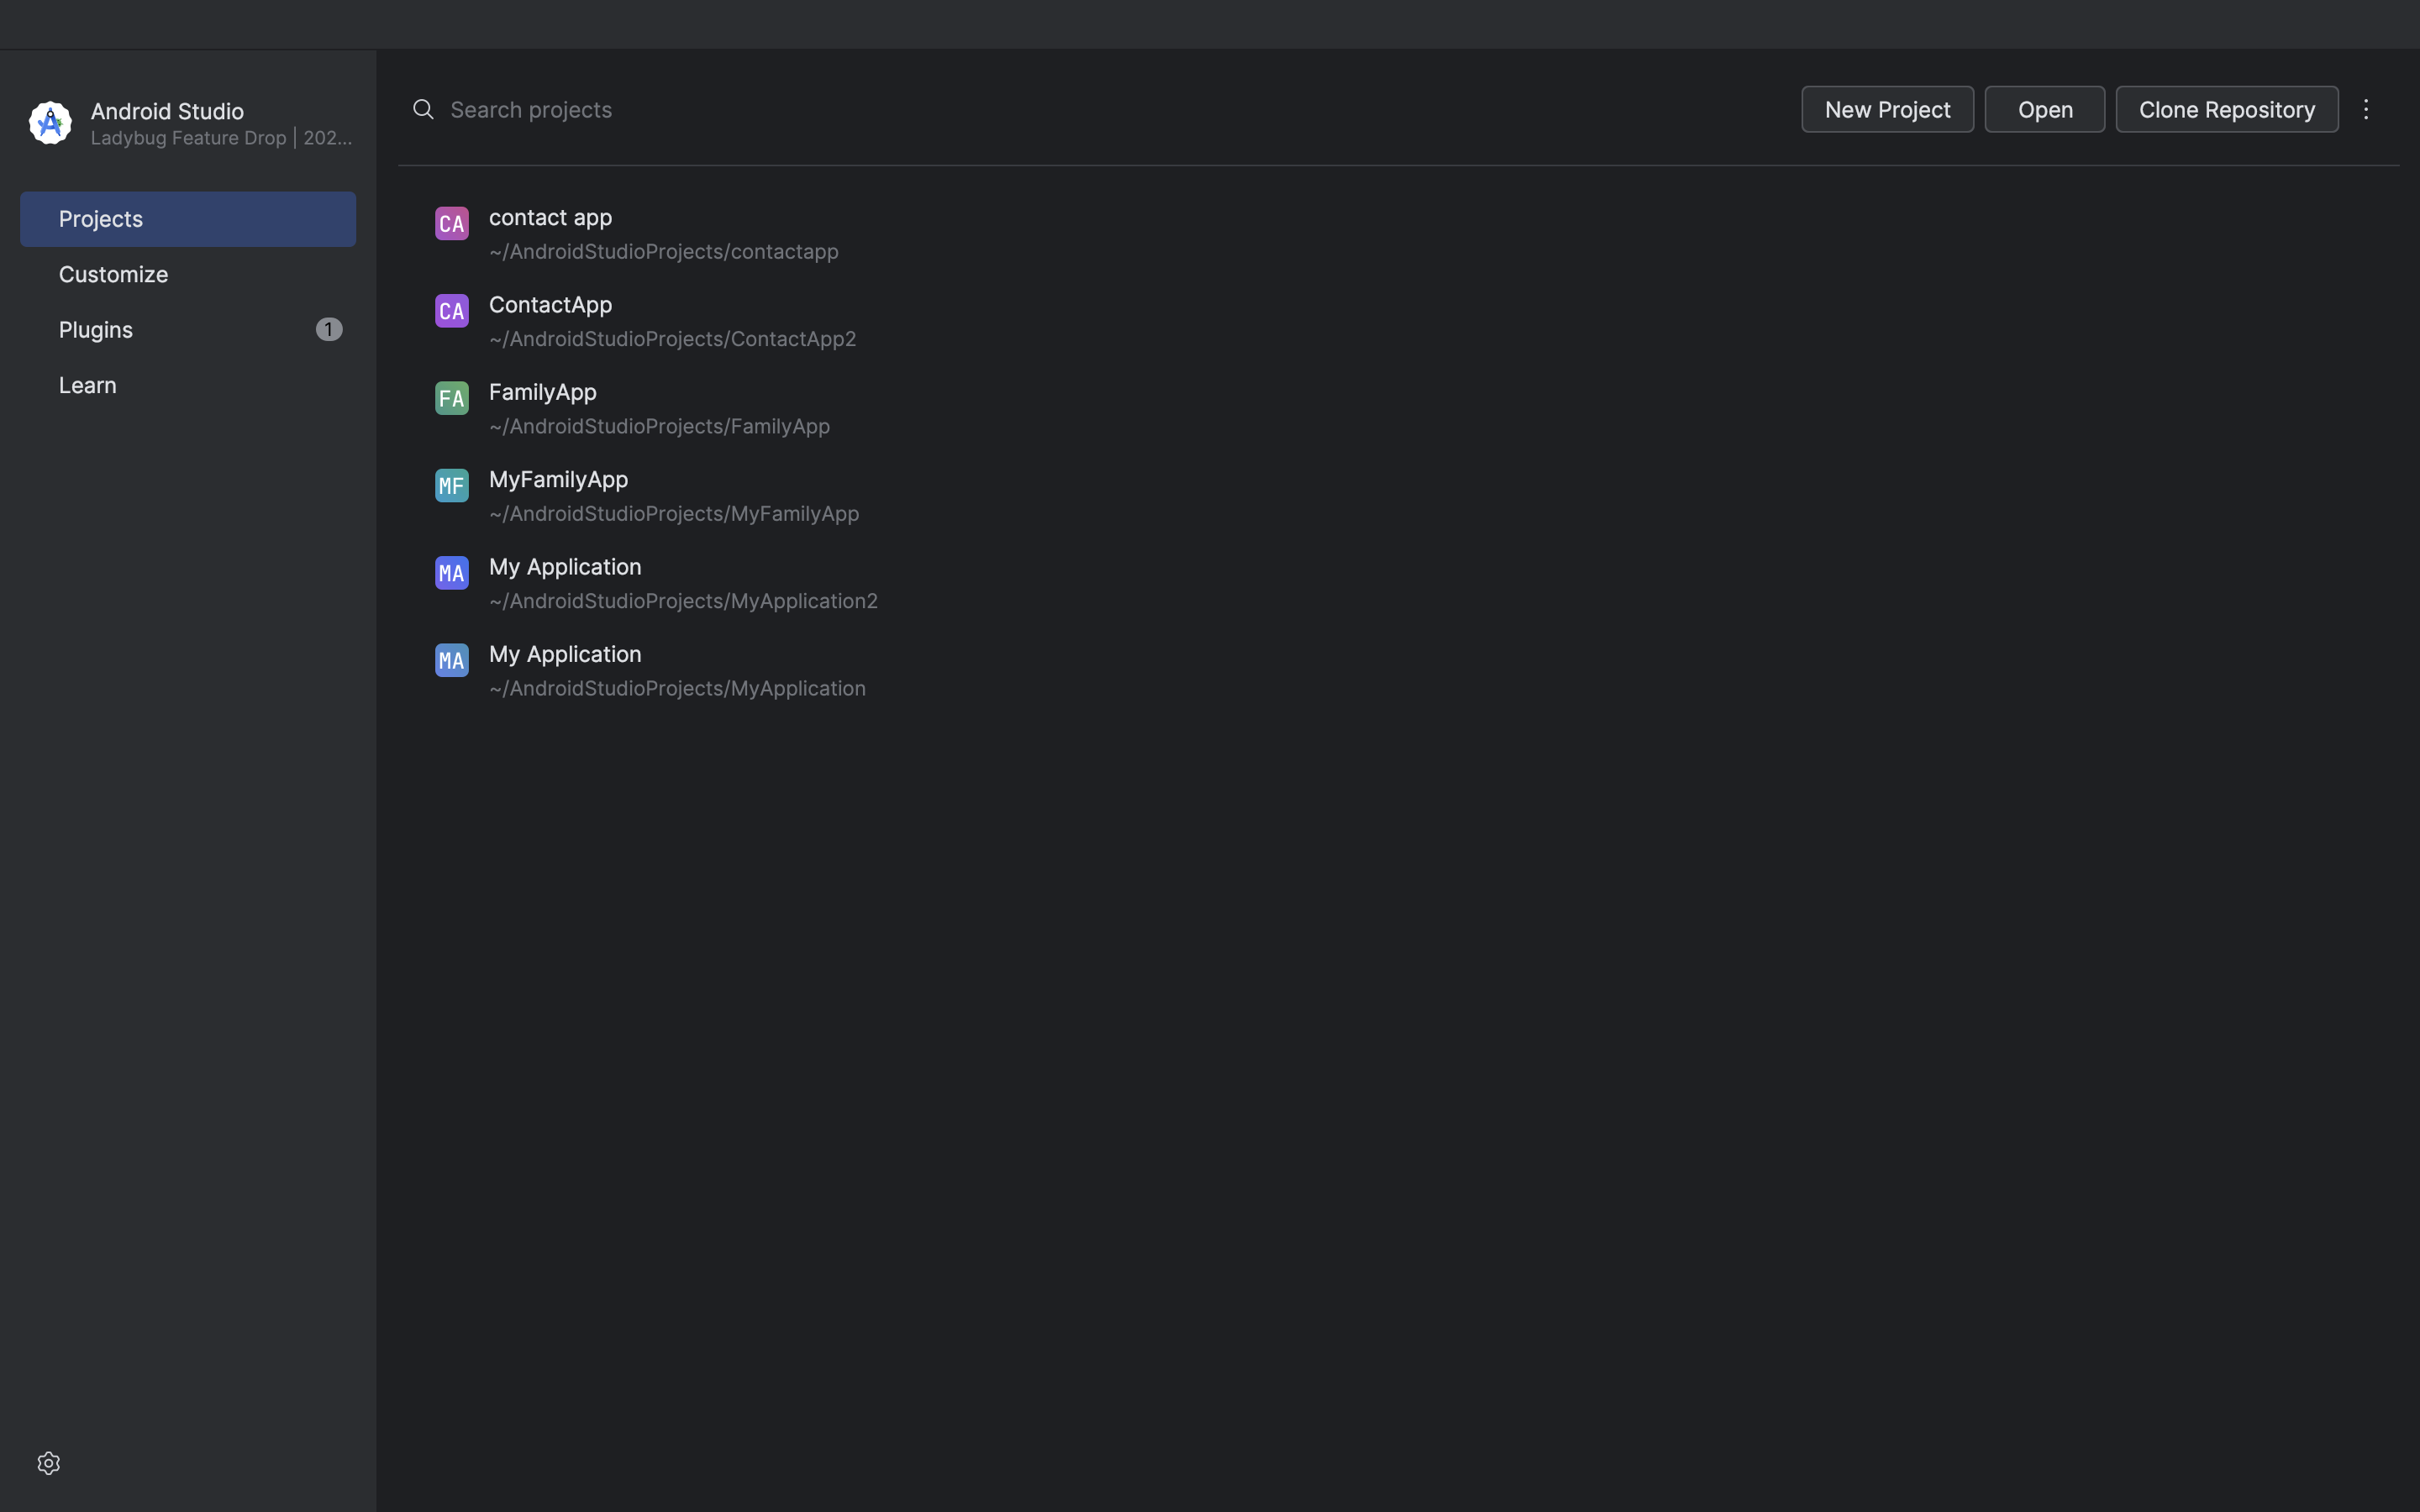 Android Studio
Ladybug Feature Drop | 202...
Projects
Customize
Plugins
1
Learn
Search projects
New Project
Open
Clone Repository
CA
contact app
~/AndroidStudioProjects/contactapp
CA
ContactApp
~/AndroidStudioProjects/ContactApp2
FA
FamilyApp
~/AndroidStudioProjects/FamilyApp
MF
MyFamilyApp
~/AndroidStudioProjects/MyFamilyApp
MA
My Application
~/AndroidStudioProjects/MyApplication2
MA
My Application
~/AndroidStudioProjects/MyApplication